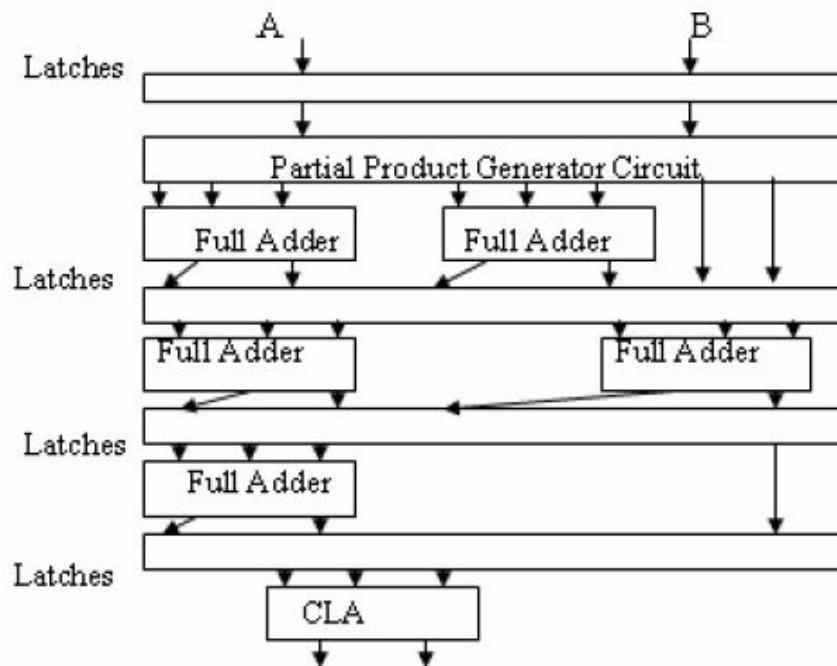 A
B
Latches
Partial Product Generator Circuit
Full Adder
Full Adder
Latches
Full Adder
Full Adder
Latches
Full Adder
Latches
CLA